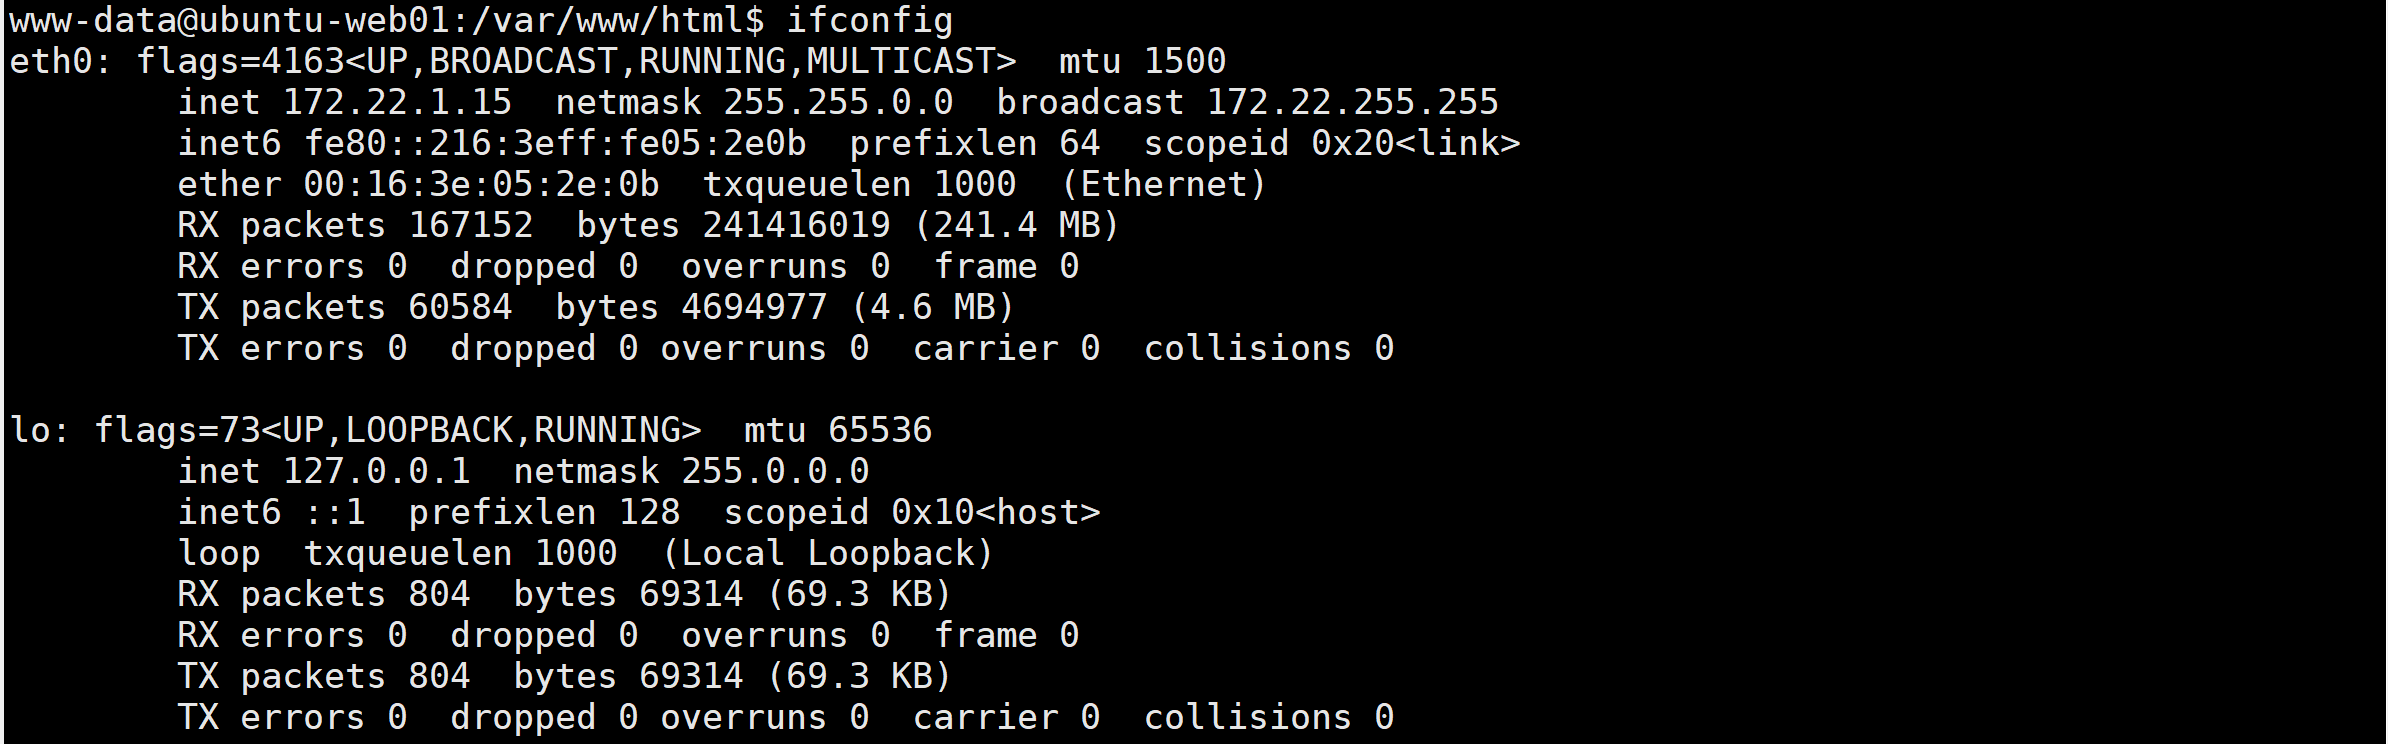 www-data@ubuntu-web01:/var/www/html$ ifconfig
eth0: flags=4163<UP,BROADCAST,RUNNING,MULTICAST>  mtu 1500
        inet 172.22.1.15  netmask 255.255.0.0  broadcast 172.22.255.255
        inet6 fe80::216:3eff:fe05:2e0b  prefixlen 64  scopeid 0x20<link>
        ether 00:16:3e:05:2e:0b  txqueuelen 1000  (Ethernet)
        RX packets 167152  bytes 241416019 (241.4 MB)
        RX errors 0  dropped 0  overruns 0  frame 0
        TX packets 60584  bytes 4694977 (4.6 MB)
        TX errors 0  dropped 0 overruns 0  carrier 0  collisions 0

lo: flags=73<UP,LOOPBACK,RUNNING>  mtu 65536
        inet 127.0.0.1  netmask 255.0.0.0
        inet6 ::1  prefixlen 128  scopeid 0x10<host>
        loop  txqueuelen 1000  (Local Loopback)
        RX packets 804  bytes 69314 (69.3 KB)
        RX errors 0  dropped 0  overruns 0  frame 0
        TX packets 804  bytes 69314 (69.3 KB)
        TX errors 0  dropped 0 overruns 0  carrier 0  collisions 0